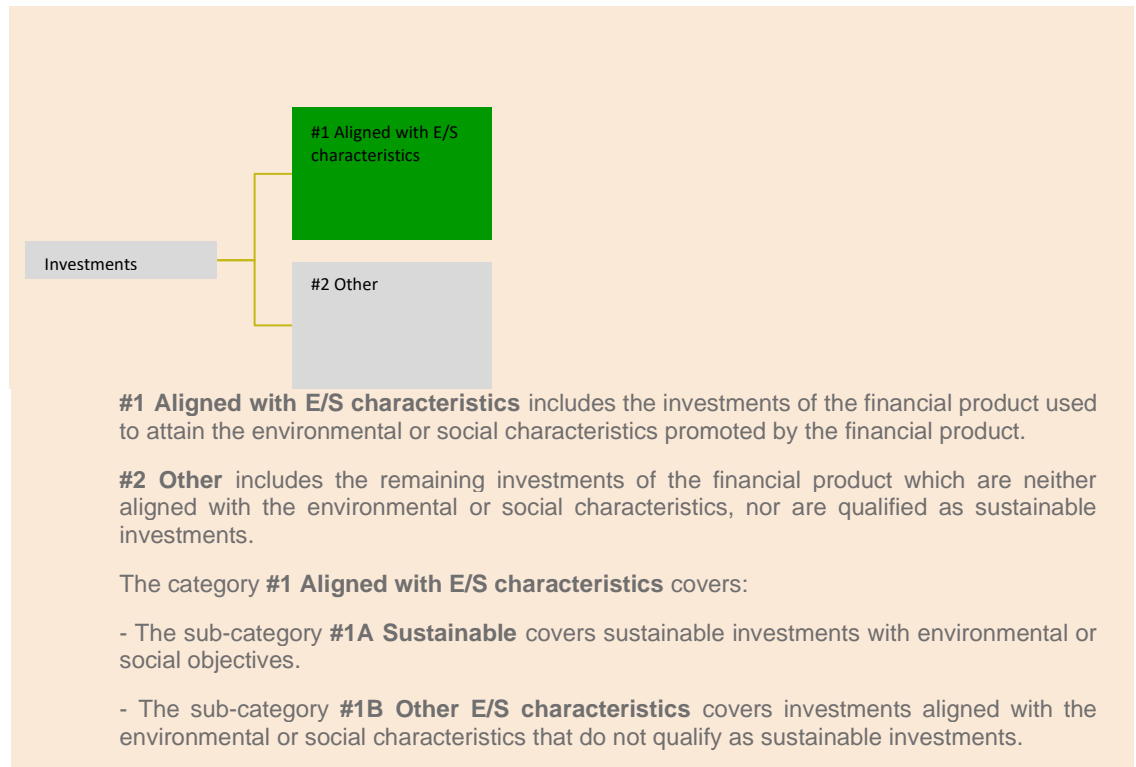 #1 Aligned with E/S
characteristics
Investments
#2 Other
#1 Aligned with E/S characteristics includes the investments of the financial product used
to attain the environmental or social characteristics promoted by the financial product.
#2 Other includes the remaining investments of the financial product which are neither
aligned with the environmental or social characteristics, nor are qualified as sustainable
investments.
The category #1 Aligned with E/S characteristics covers:
- The sub-category #1A Sustainable covers sustainable investments with environmental or
social objectives.
- The sub-category #1B Other E/S characteristics covers investments aligned with the
environmental or social characteristics that do not qualify as sustainable investments.